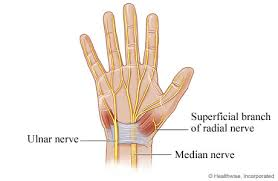 Superficial branch
of radial nerve
Ulnar nerve
Median nerve
© Healthwise, Incorporated